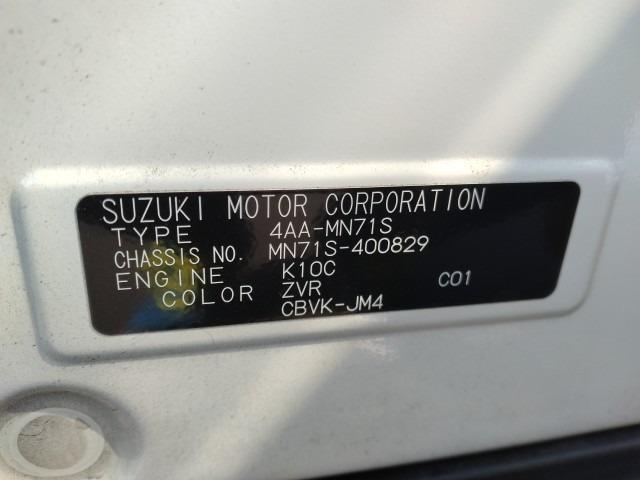 SUZUKI MOTOR CORPORATION
TYPE 4AA-MN71S
CHASSIS NO. MN71S-400829
ENGINE K10C
COLOR ZVR C01
CBVK-JM4